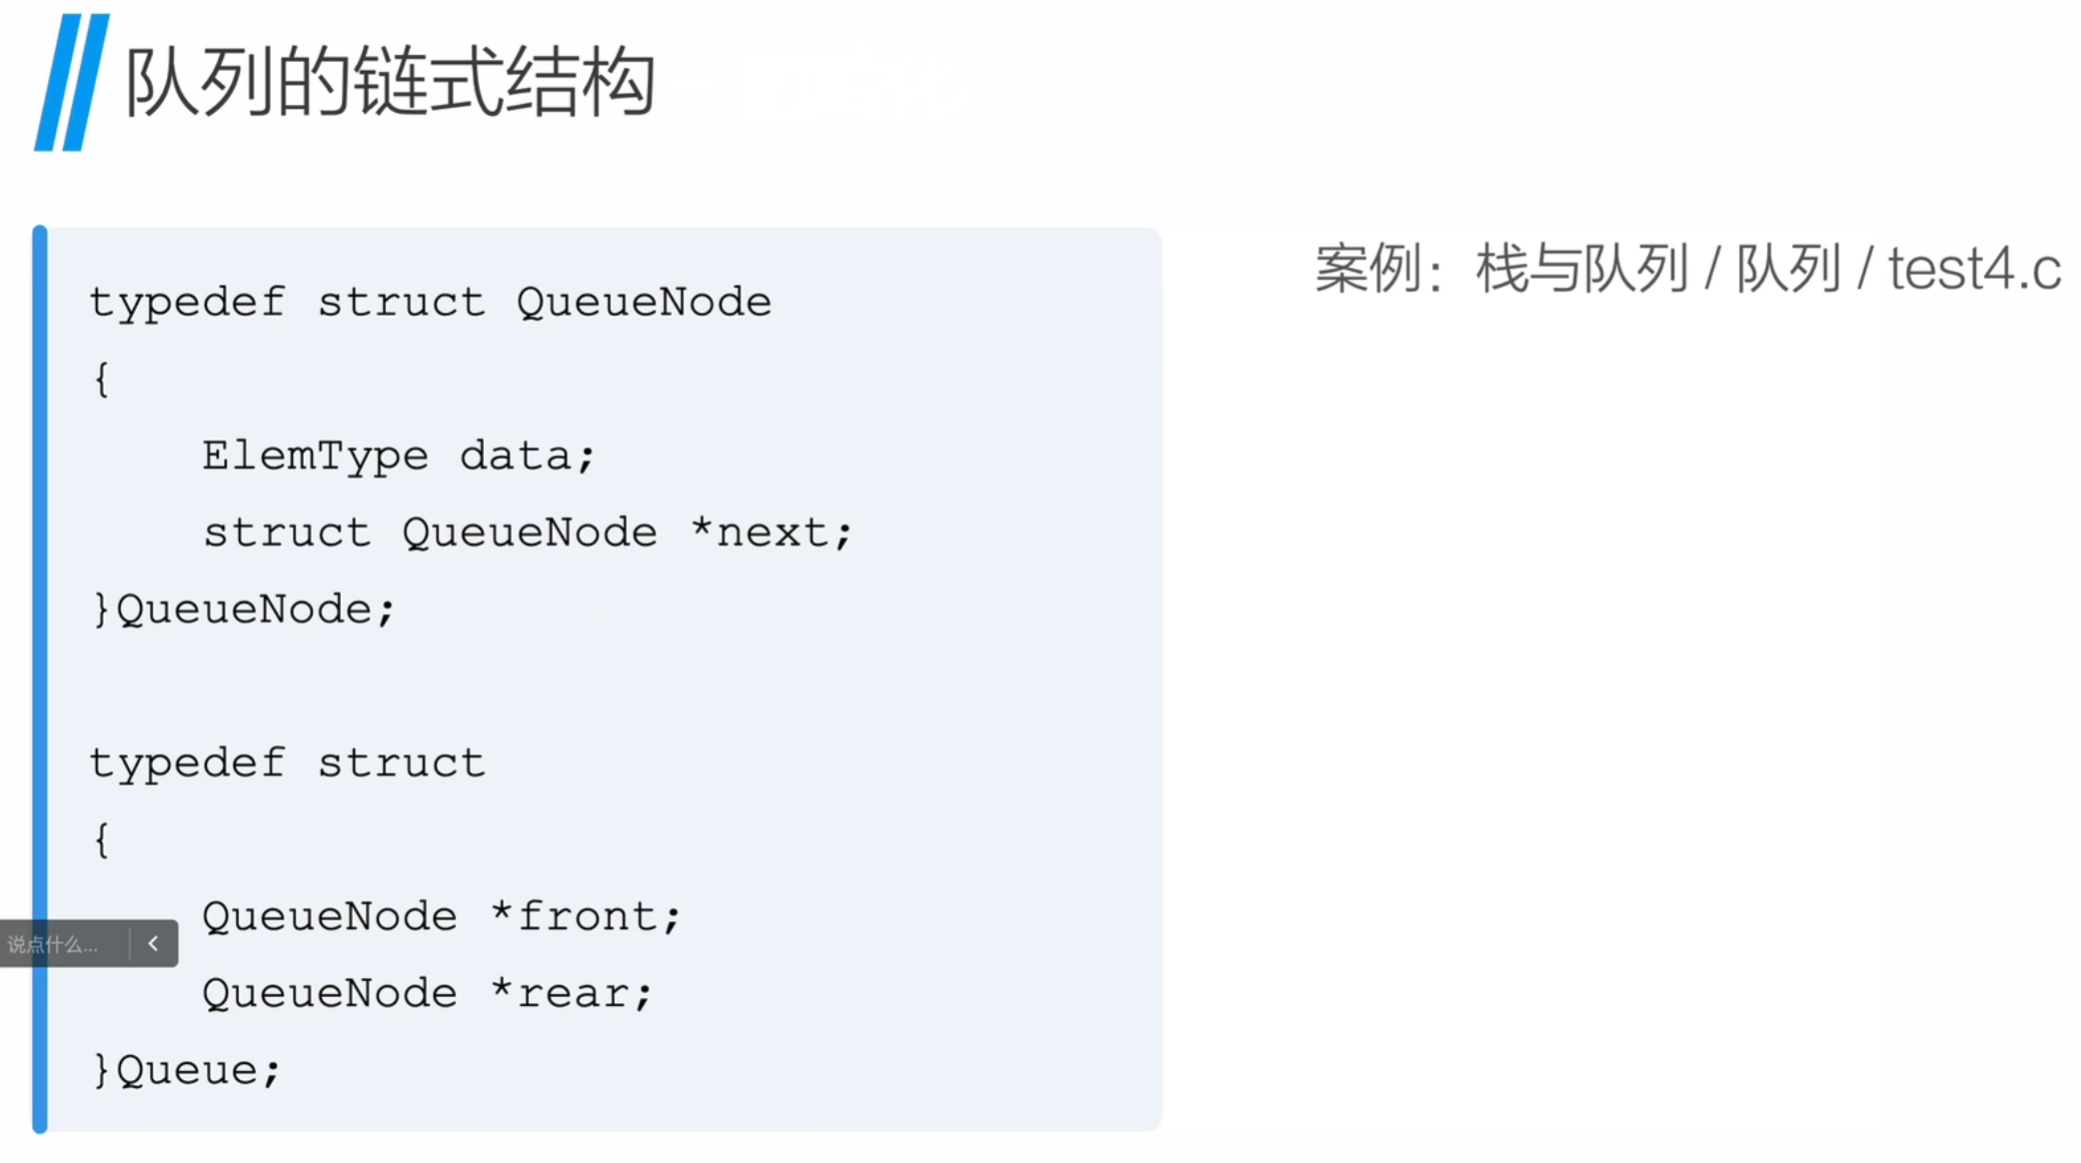 队列的链式结构
案例：栈与队列 / 队列 / test4.c
typedef struct QueueNode
{
    ElemType data;
    struct QueueNode *next;
}QueueNode;
typedef struct
{
    QueueNode *front;
    QueueNode *rear;
}Queue;
说点什么...